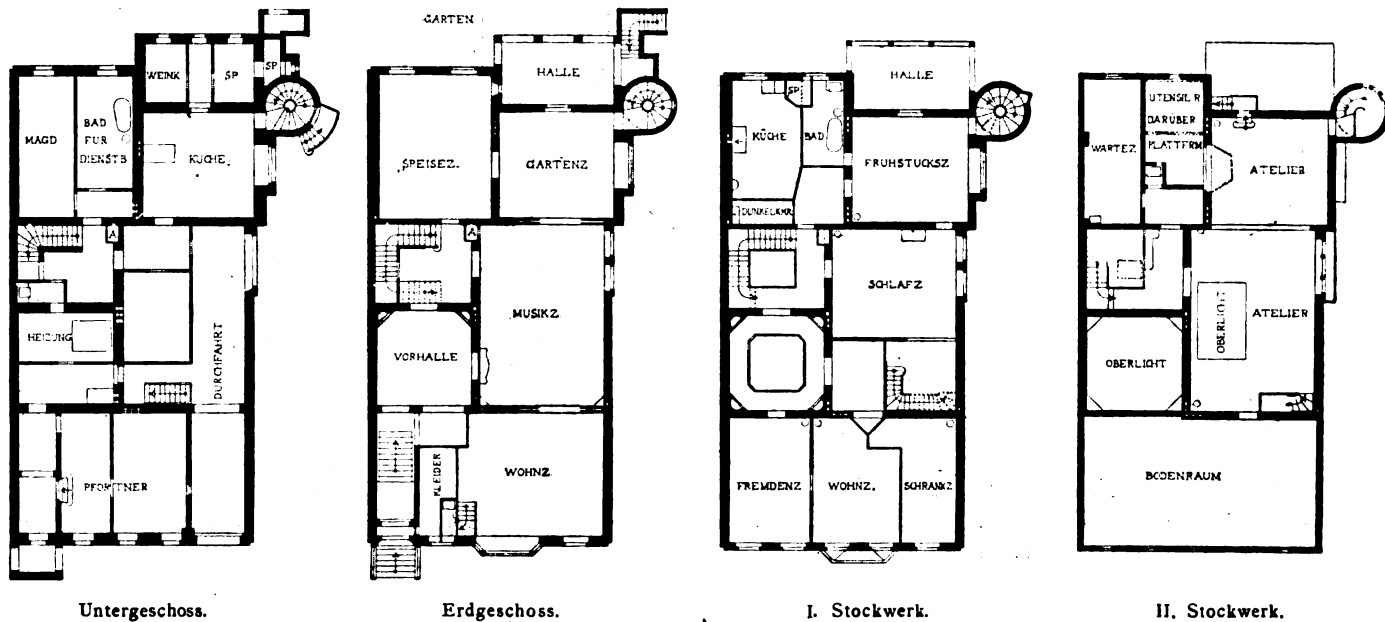 WEINK
SP
SP
MAGD
BAD
FUR
DIENSTB
KÜCHE.
A
HEIZUNG
DURCHFAHRT
PFÖRTNER
Untergeschoss.
GARTEN
HALLE
SPEISEZ.
GARTENZ
A
MUSIKZ.
VORHALLE
KLEIDER
WOHNZ.
Erdgeschoss.
HALLE
SP
KÜCHE
BAD
FRÜHSTÜCKSZ
DUNKELKMR
SCHLAFZ
FREMDENZ
WOHNZ.
SCHRANKZ
I. Stockwerk.
UTENSIL R
DARÜBER
PLATTFRM
WARTEZ
ATELIER
OBERLICHT
ATELIER
OBERLICHT
BODENRAUM
II. Stockwerk.